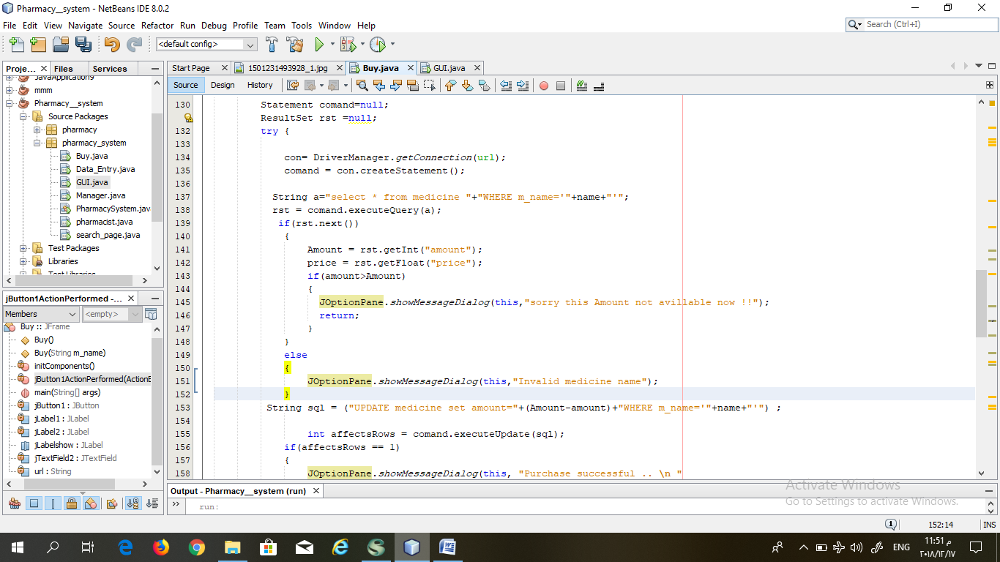 Pharmacy__system - NetBeans IDE 8.0.2
File Edit View Navigate Source Refactor Run Debug Profile Team Tools Window Help
Search (Ctrl+I)
<default config>
Proje... Files Services
JavaApplication9
mmm
Pharmacy__system
Source Packages
pharmacy
pharmacy_system
Buy.java
Data_Entry.java
GUI.java
Manager.java
PharmacySystem.jav
pharmacist.java
search_page.java
Test Packages
Libraries
Test Libraries
jButton1ActionPerformed -...
Members <empty>
Buy :: JFrame
Buy()
Buy(String m_name)
initComponents()
jButton1ActionPerformed(ActionE
main(String[] args)
jButton1 : JButton
jLabel1 : JLabel
jLabel2 : JLabel
jLabelshow : JLabel
jTextField2 : JTextField
url : String
Start Page 1501231493928_1.jpg Buy.java GUI.java
Source Design History
130 Statement comand=null;
ResultSet rst =null;
132 try {
133
134 con= DriverManager.getConnection(url);
135 comand = con.createStatement();
136
137 String a="select * from medicine "+"WHERE m_name='"+name+"'";
138 rst = comand.executeQuery(a);
139 if(rst.next())
140 {
141 Amount = rst.getInt("amount");
142 price = rst.getFloat("price");
143 if(amount>Amount)
144 {
145 JOptionPane.showMessageDialog(this,"sorry this Amount not avillable now !!");
146 return;
147 }
148 }
149 else
150 {
151 JOptionPane.showMessageDialog(this,"Invalid medicine name");
152 }
153 String sql = ("UPDATE medicine set amount="+(Amount-amount)+"WHERE m_name='"+name+"'") ;
154
155 int affectsRows = comand.executeUpdate(sql);
156 if(affectsRows == 1)
157 {
158 JOptionPane.showMessageDialog(this, "Purchase successful .. \n "
Output - Pharmacy__system (run)
run:
Activate Windows
Go to Settings to activate Windows.
1
152:14 INS
ENG
11:51 م
٢٠١٨/١٢/١٧